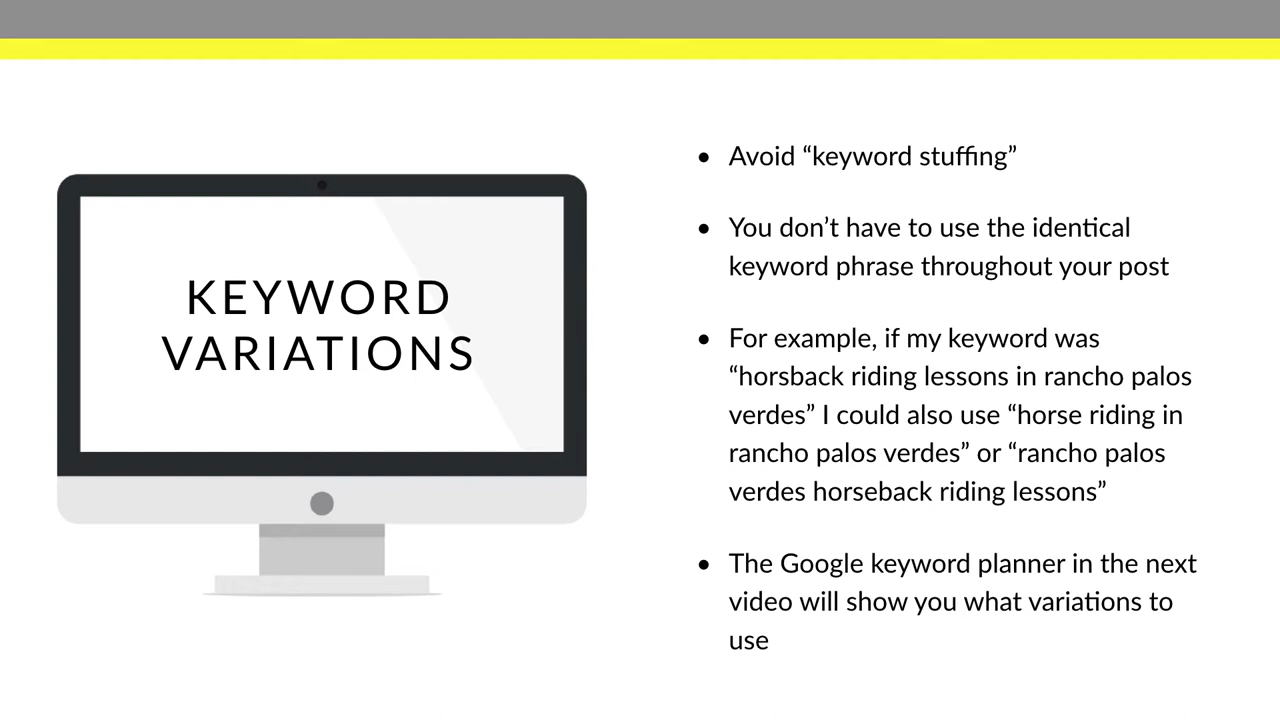 KEYWORD
VARIATIONS
• Avoid “keyword stuffing”
• You don’t have to use the identical
keyword phrase throughout your post
• For example, if my keyword was
“horsback riding lessons in rancho palos
verdes” I could also use “horse riding in
rancho palos verdes” or “rancho palos
verdes horseback riding lessons”
• The Google keyword planner in the next
video will show you what variations to
use